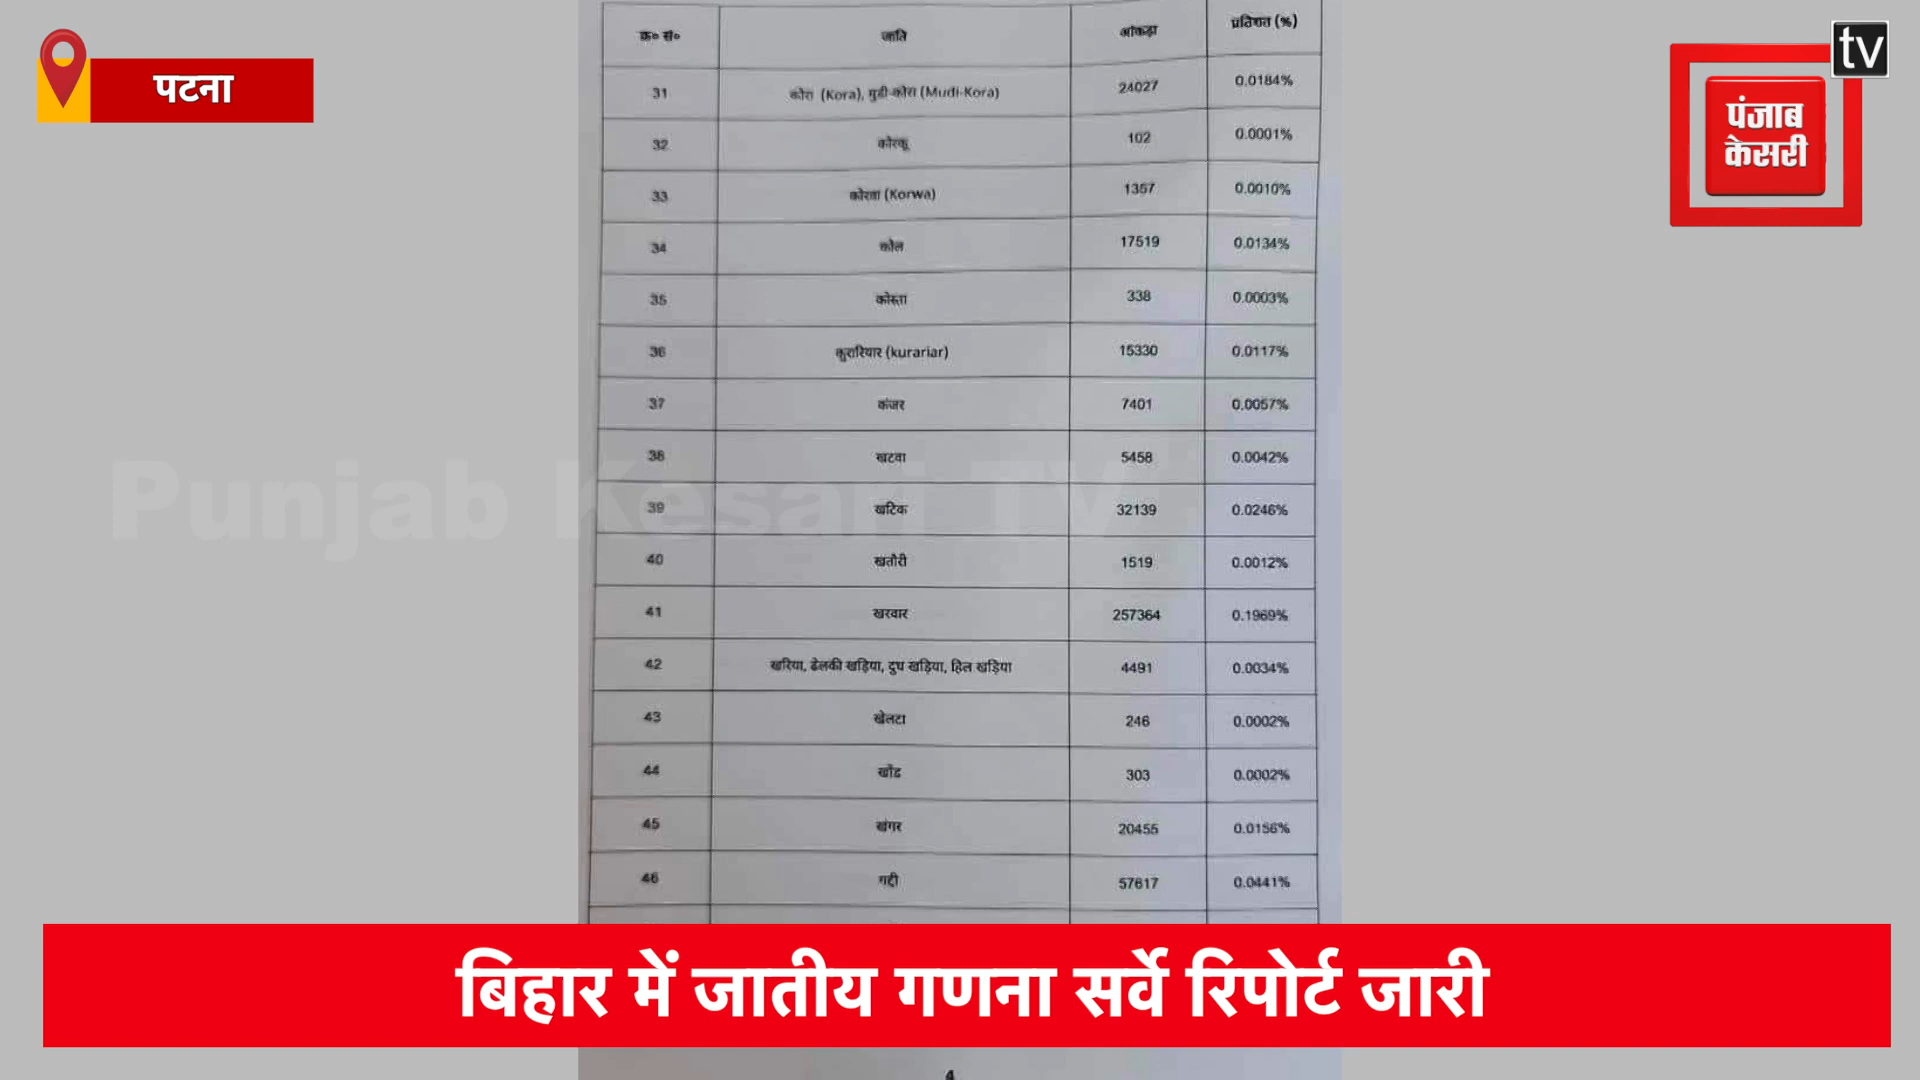 पटना
tv
पंजाब
केसरी
Punjab Kesari TV
क्र० सं० जाति आंकड़ा प्रतिशत (%)
31 कोरा (Kora), मुडी-कोरा (Mudi-Kora) 24027 0.0184%
32 कोरकू 102 0.0001%
33 कोरवा (Korwa) 1357 0.0010%
34 कोल 17519 0.0134%
35 कोस्ता 338 0.0003%
36 कुरारियार (kurariar) 15330 0.0117%
37 कंजर 7401 0.0057%
38 खटवा 5458 0.0042%
39 खटिक 32139 0.0246%
40 खतौरी 1519 0.0012%
41 खरवार 257364 0.1969%
42 खरिया, ढेलकी खड़िया, दुध खड़िया, हिल खड़िया 4491 0.0034%
43 खेलटा 246 0.0002%
44 खोंड 303 0.0002%
45 खंगर 20455 0.0156%
46 गद्दी 57617 0.0441%
बिहार में जातीय गणना सर्वे रिपोर्ट जारी
4